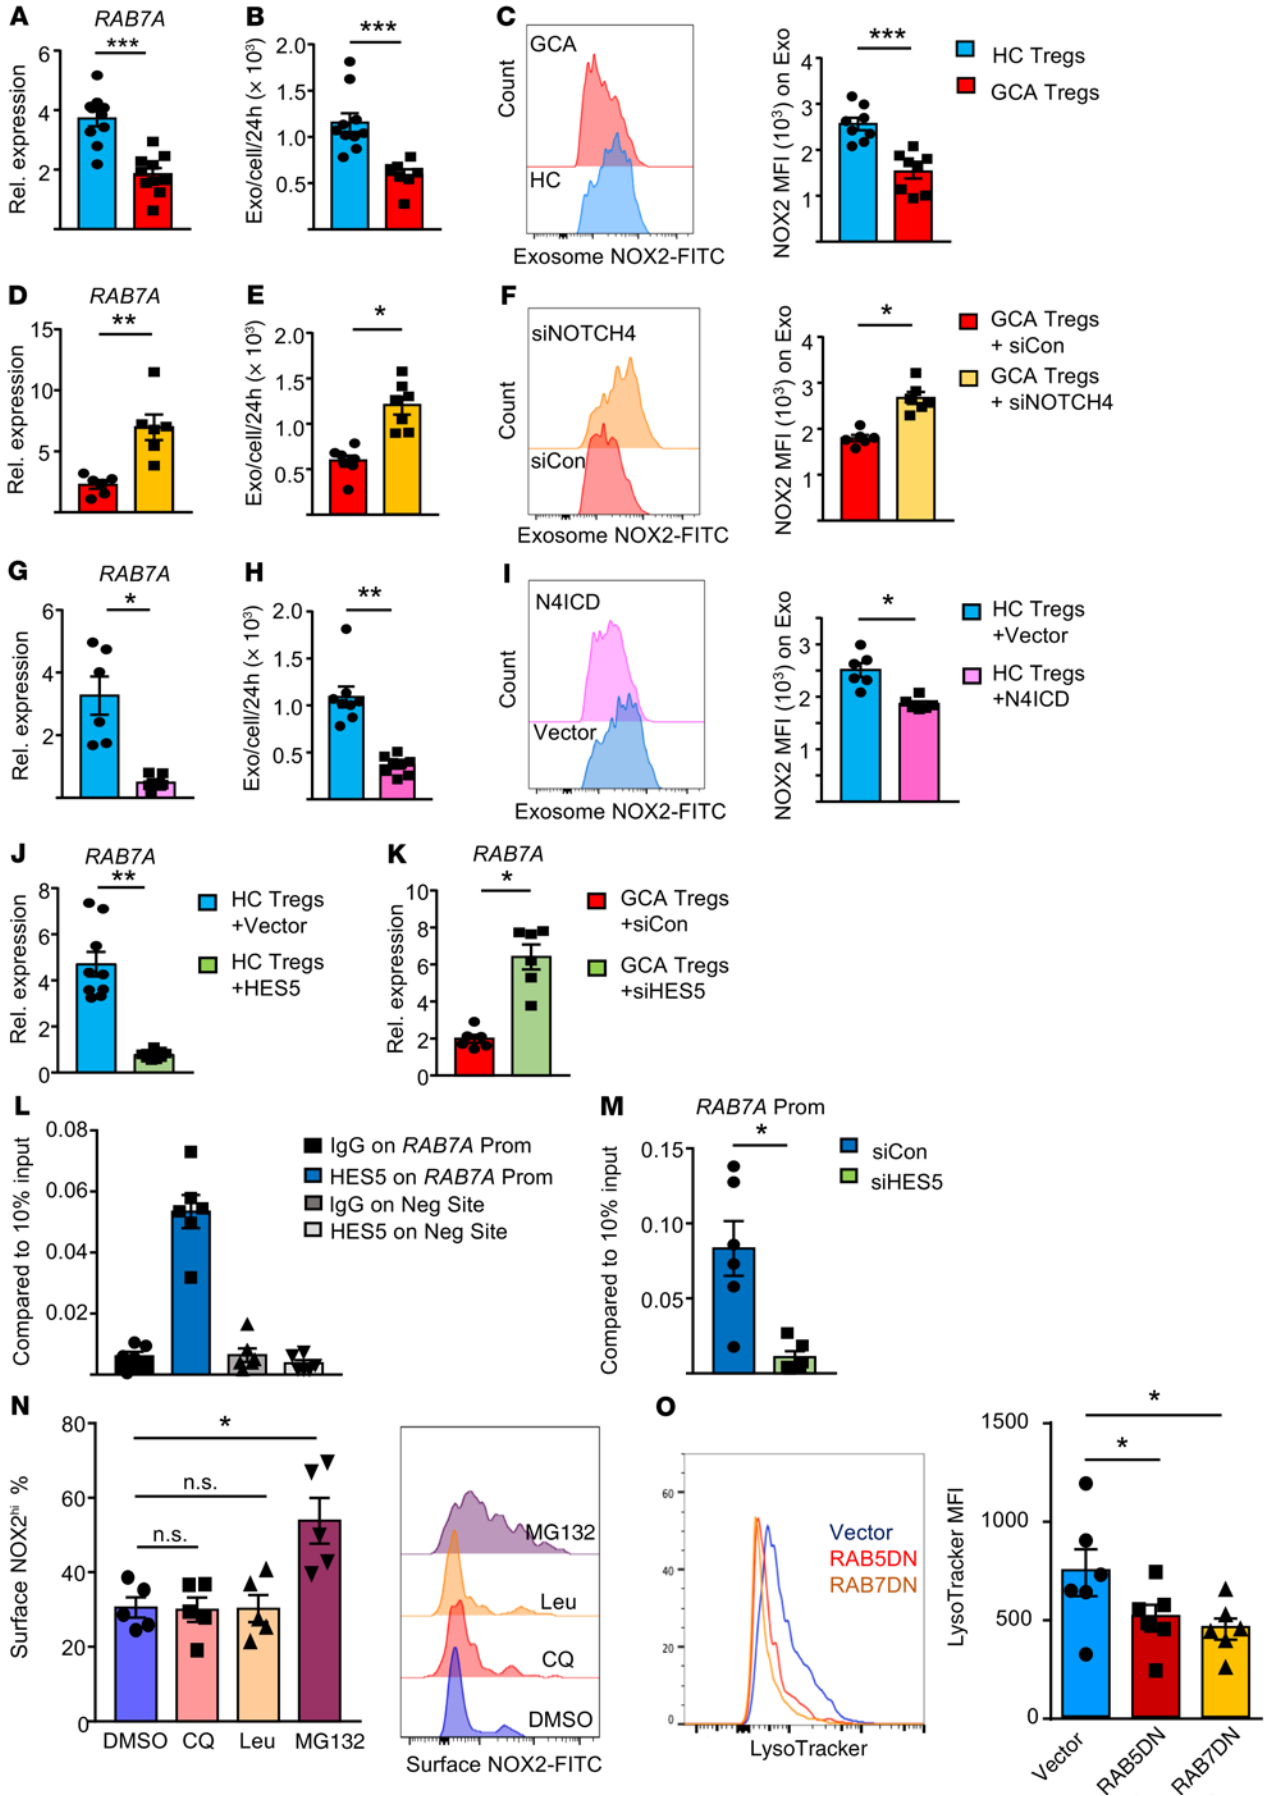 A
RAB7A
***
Rel. expression
6
4
2
B
***
Exo/cell/24h (× 10³)
2.0
1.5
1.0
0.5
C
GCA
HC
Count
Exosome NOX2-FITC
***
NOX2 MFI (10³) on Exo
4
3
2
1
HC Tregs
GCA Tregs
D
RAB7A
**
Rel. expression
15
10
5
E
*
Exo/cell/24h (× 10³)
2.0
1.5
1.0
0.5
F
siNOTCH4
siCon
Count
Exosome NOX2-FITC
*
NOX2 MFI (10³) on Exo
4
3
2
1
GCA Tregs
+ siCon
GCA Tregs
+ siNOTCH4
G
RAB7A
*
Rel. expression
6
4
2
H
**
Exo/cell/24h (× 10³)
2.0
1.5
1.0
0.5
I
N4ICD
Vector
Count
Exosome NOX2-FITC
*
NOX2 MFI (10³) on Exo
3
2
1
HC Tregs
+Vector
HC Tregs
+N4ICD
J
RAB7A
**
Rel. expression
8
6
4
2
0
HC Tregs
+Vector
HC Tregs
+HES5
K
RAB7A
*
Rel. expression
10
8
6
4
2
0
GCA Tregs
+siCon
GCA Tregs
+siHES5
L
Compared to 10% input
0.08
0.06
0.04
0.02
IgG on RAB7A Prom
HES5 on RAB7A Prom
IgG on Neg Site
HES5 on Neg Site
M
RAB7A Prom
*
Compared to 10% input
0.15
0.10
0.05
siCon
siHES5
N
Surface NOX2ʰⁱ %
80
60
40
20
0
*
n.s.
n.s.
DMSO CQ Leu MG132
MG132
Leu
CQ
DMSO
Surface NOX2-FITC
O
60
40
20
0
Vector
RAB5DN
RAB7DN
LysoTracker
LysoTracker MFI
1500
1000
500
0
*
*
Vector
RAB5DN
RAB7DN